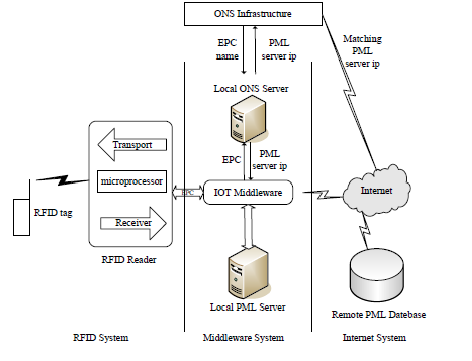 ONS Infrastructure
EPC
name
PML
server ip
Matching
PML
server ip
Local ONS Server
EPC
PML
server ip
Transport
microprocessor
Receiver
RFID tag
EPC
IOT Middleware
Internet
RFID Reader
Local PML Server
Remote PML Datebase
RFID System
Middleware System
Internet System